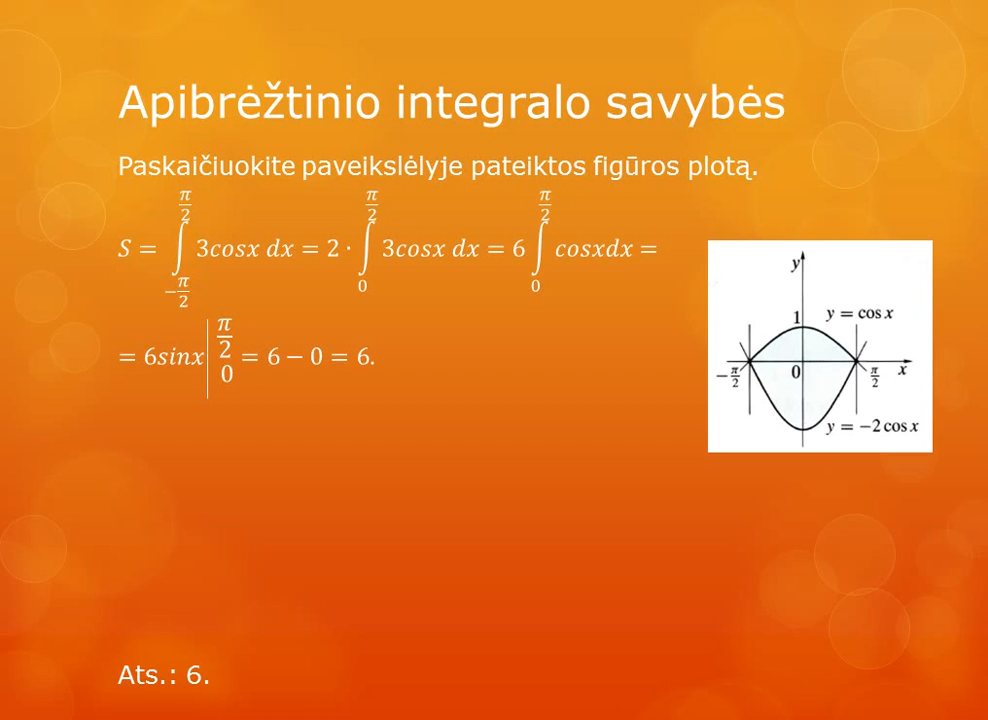 Apibrėžtinio integralo savybės
Paskaičiuokite paveikslėlyje pateiktos figūros plotą.
S = ∫_{-π/2}^{π/2} 3cosx dx = 2 · ∫_{0}^{π/2} 3cosx dx = 6 ∫_{0}^{π/2} cosxdx =
= 6sinx|_{0}^{π/2} = 6 − 0 = 6.
y
1
y = cos x
−π/2
0
π/2
x
y = −2 cos x
Ats.: 6.